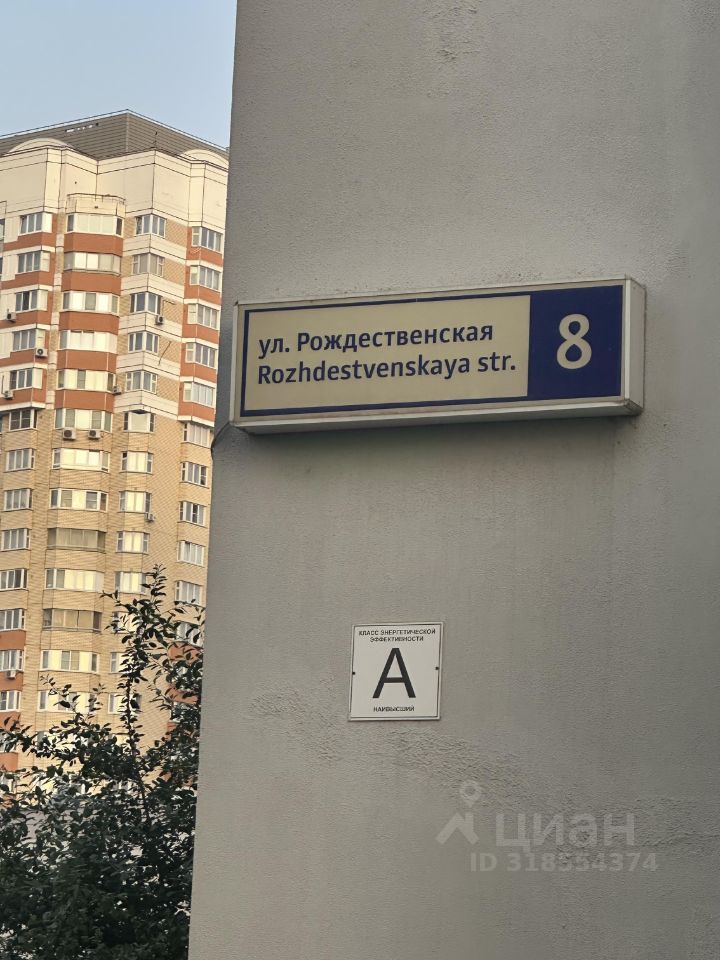 ул. Рождественская
Rozhdestvenskaya str.
8
КЛАСС ЭНЕРГЕТИЧЕСКОЙ
ЭФФЕКТИВНОСТИ
А
НАИВЫСШИЙ
циан
ID 318554374